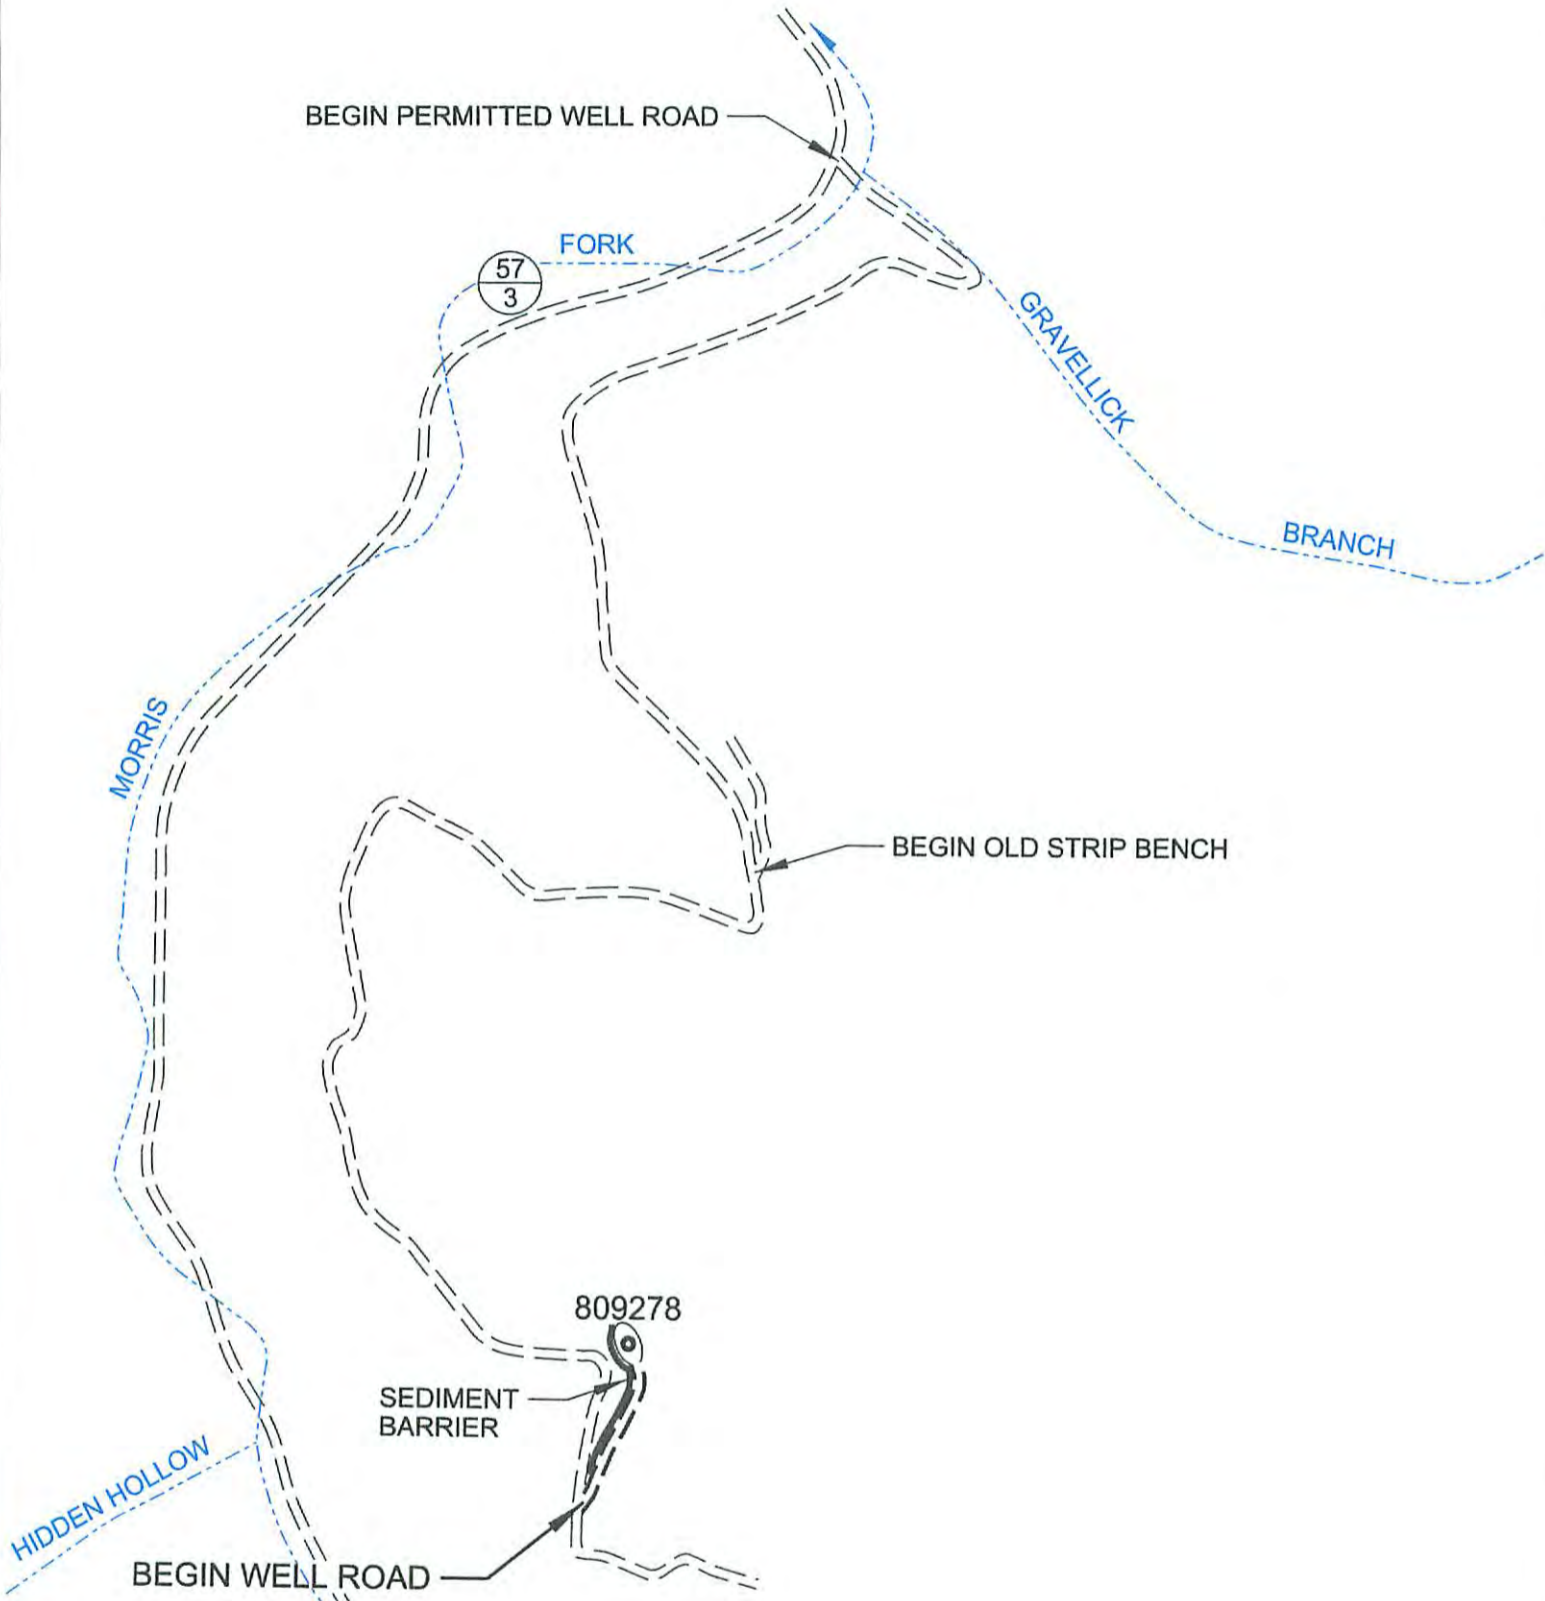 BEGIN PERMITTED WELL ROAD
FORK
57
3
GRAVELLICK
BRANCH
MORRIS
BEGIN OLD STRIP BENCH
809278
SEDIMENT
BARRIER
HIDDEN HOLLOW
BEGIN WELL ROAD